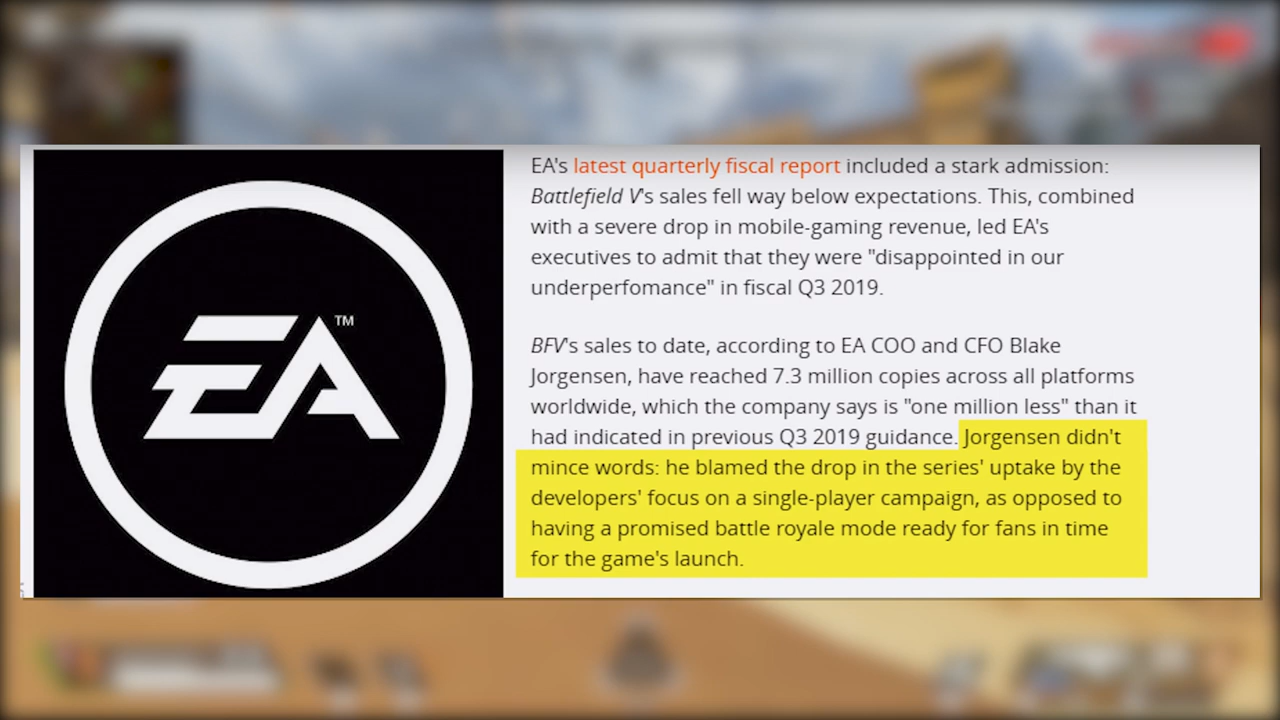 EA
™
EA's latest quarterly fiscal report included a stark admission:
Battlefield V's sales fell way below expectations. This, combined
with a severe drop in mobile-gaming revenue, led EA's
executives to admit that they were "disappointed in our
underperfomance" in fiscal Q3 2019.
BFV's sales to date, according to EA COO and CFO Blake
Jorgensen, have reached 7.3 million copies across all platforms
worldwide, which the company says is "one million less" than it
had indicated in previous Q3 2019 guidance. Jorgensen didn't
mince words: he blamed the drop in the series' uptake by the
developers' focus on a single-player campaign, as opposed to
having a promised battle royale mode ready for fans in time
for the game's launch.